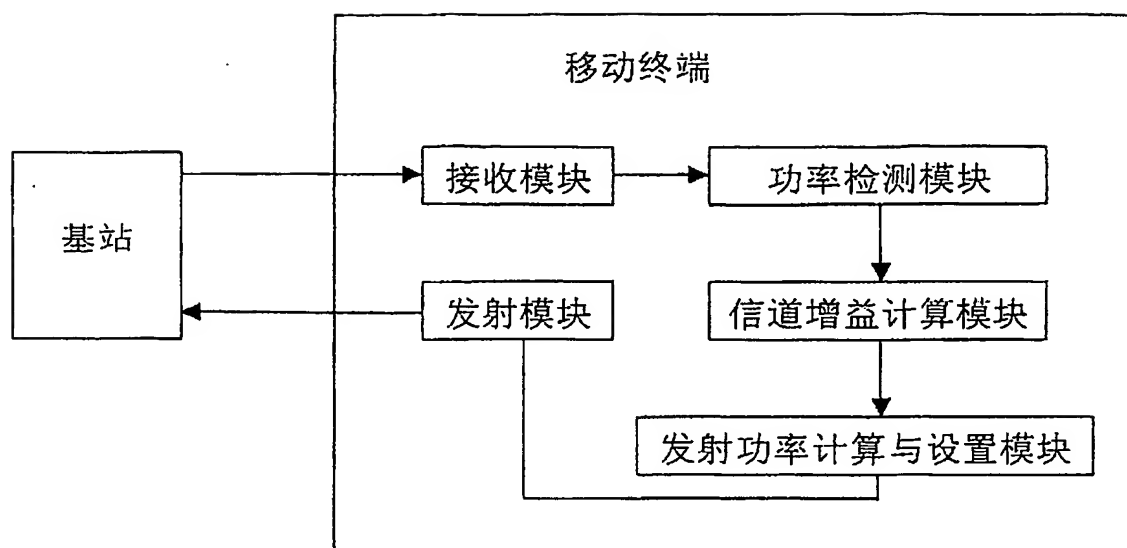 移动终端
接收模块
功率检测模块
基站
发射模块
信道增益计算模块
发射功率计算与设置模块